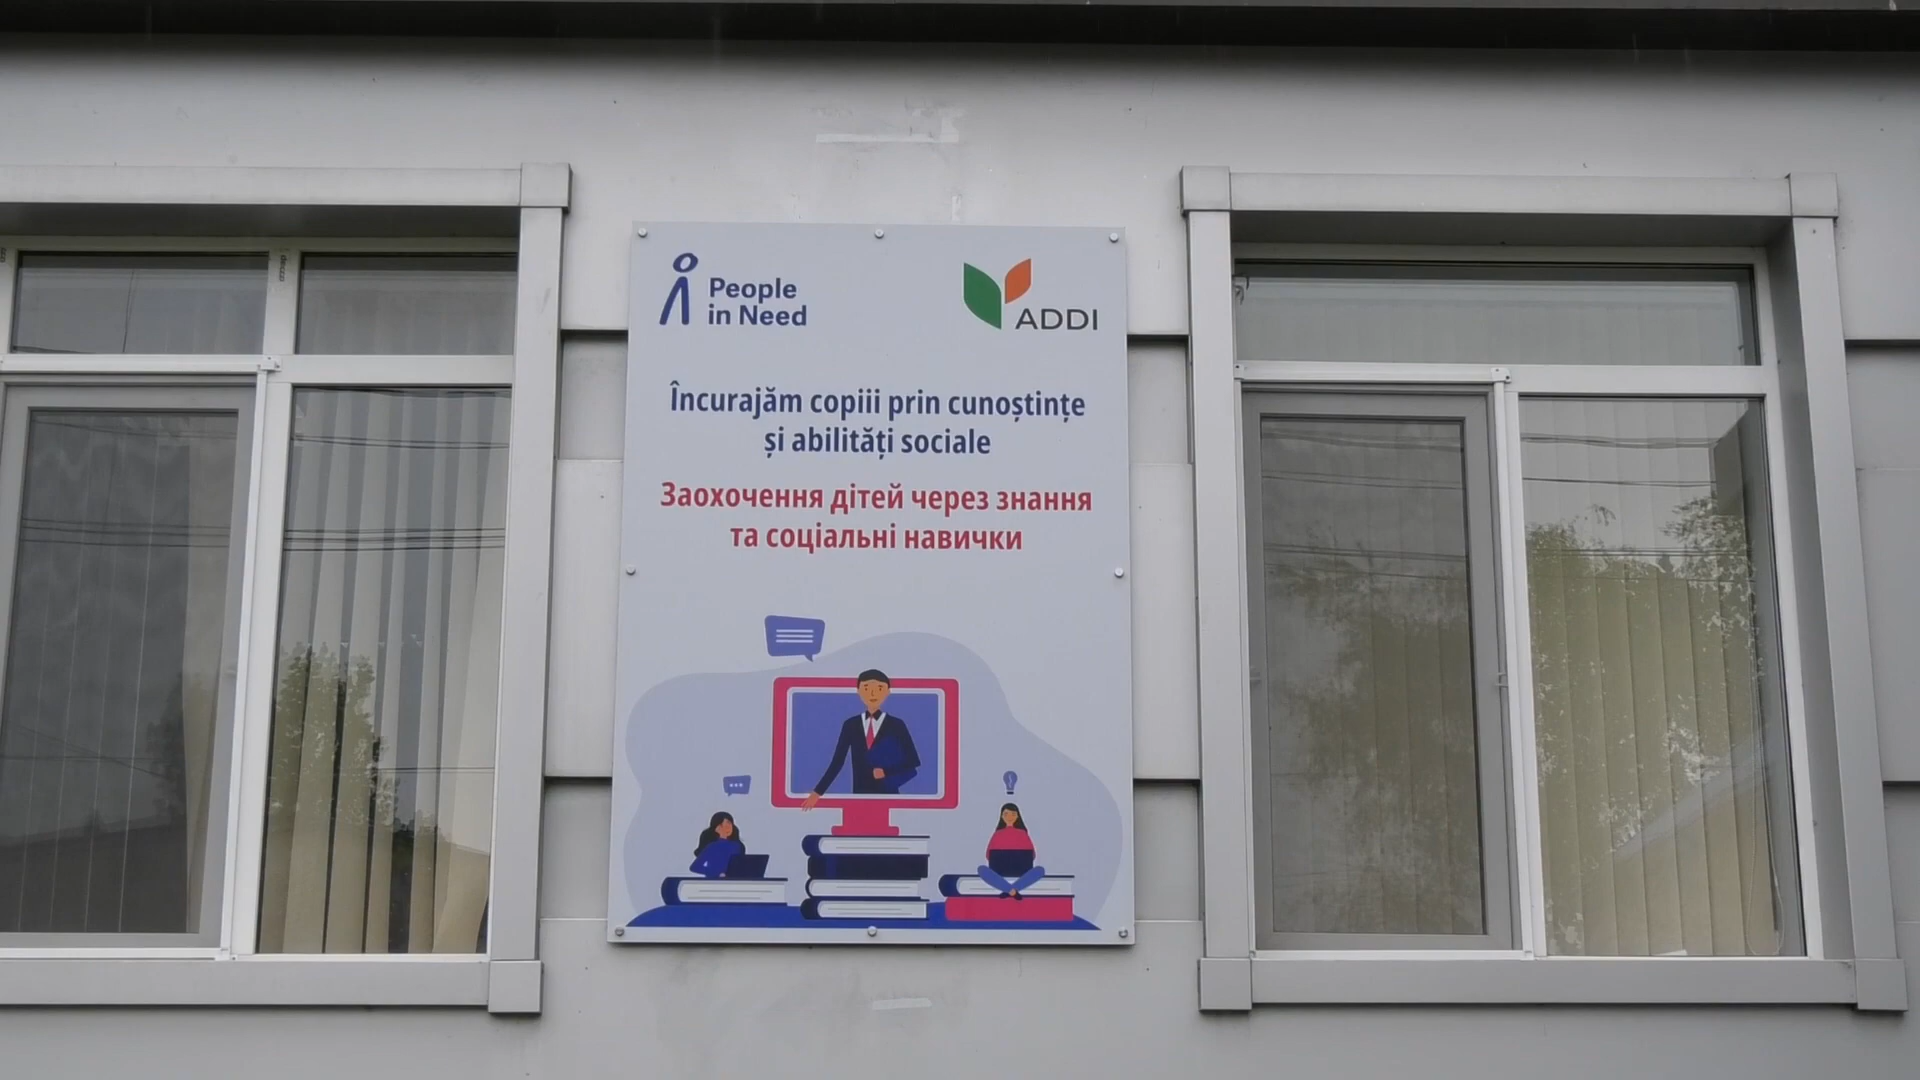 People
in Need
ADDI
Încurajăm copiii prin cunoștințe
și abilități sociale
Заохочення дітей через знання
та соціальні навички